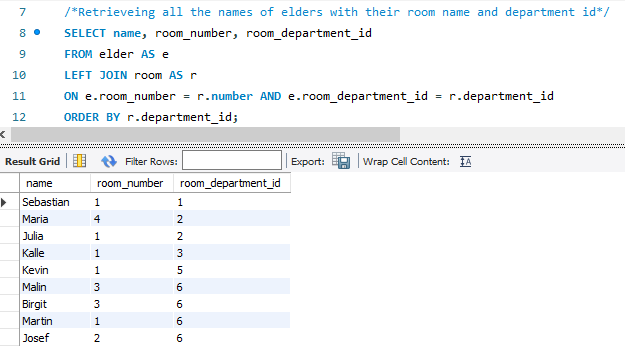 7 /*Retrieveing all the names of elders with their room name and department id*/
8 SELECT name, room_number, room_department_id
9 FROM elder AS e
10 LEFT JOIN room AS r
11 ON e.room_number = r.number AND e.room_department_id = r.department_id
12 ORDER BY r.department_id;
Result Grid Filter Rows: Export: Wrap Cell Content: IA
name room_number room_department_id
Sebastian 1 1
Maria 4 2
Julia 1 2
Kalle 1 3
Kevin 1 5
Malin 3 6
Birgit 3 6
Martin 1 6
Josef 2 6